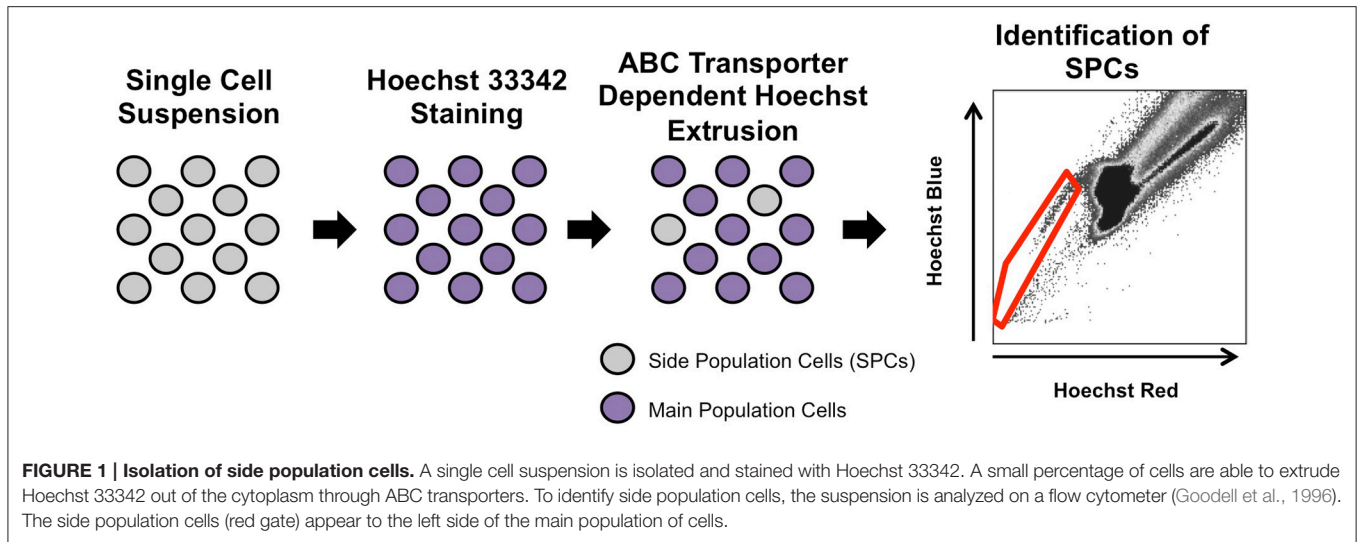 Single Cell
Suspension
Hoechst 33342
Staining
ABC Transporter
Dependent Hoechst
Extrusion
Identification of
SPCs
Hoechst Blue
Hoechst Red
Side Population Cells (SPCs)
Main Population Cells
FIGURE 1 | Isolation of side population cells. A single cell suspension is isolated and stained with Hoechst 33342. A small percentage of cells are able to extrude
Hoechst 33342 out of the cytoplasm through ABC transporters. To identify side population cells, the suspension is analyzed on a flow cytometer (Goodell et al., 1996).
The side population cells (red gate) appear to the left side of the main population of cells.